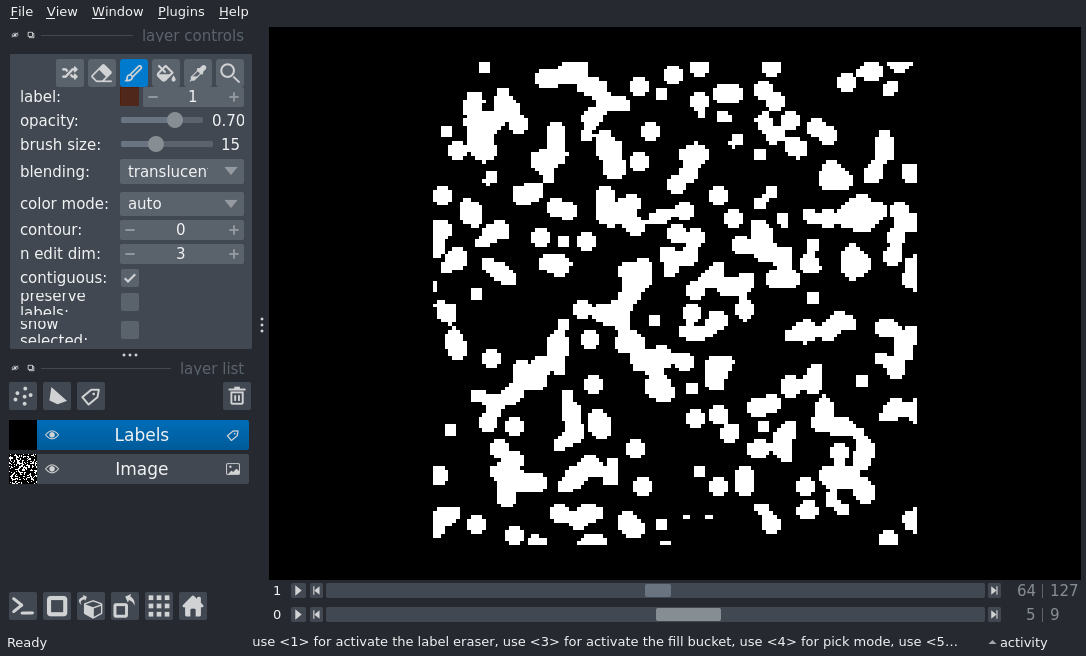 File View Window Plugins Help
layer controls
label: 1
opacity: 0.70
brush size: 15
blending: translucen
color mode: auto
contour: 0
n edit dim: 3
contiguous:
preserve
labels:
show
selected:
layer list
Labels
Image
1 64 127
0 5 9
Ready use <1> for activate the label eraser, use <3> for activate the fill bucket, use <4> for pick mode, use <5... activity